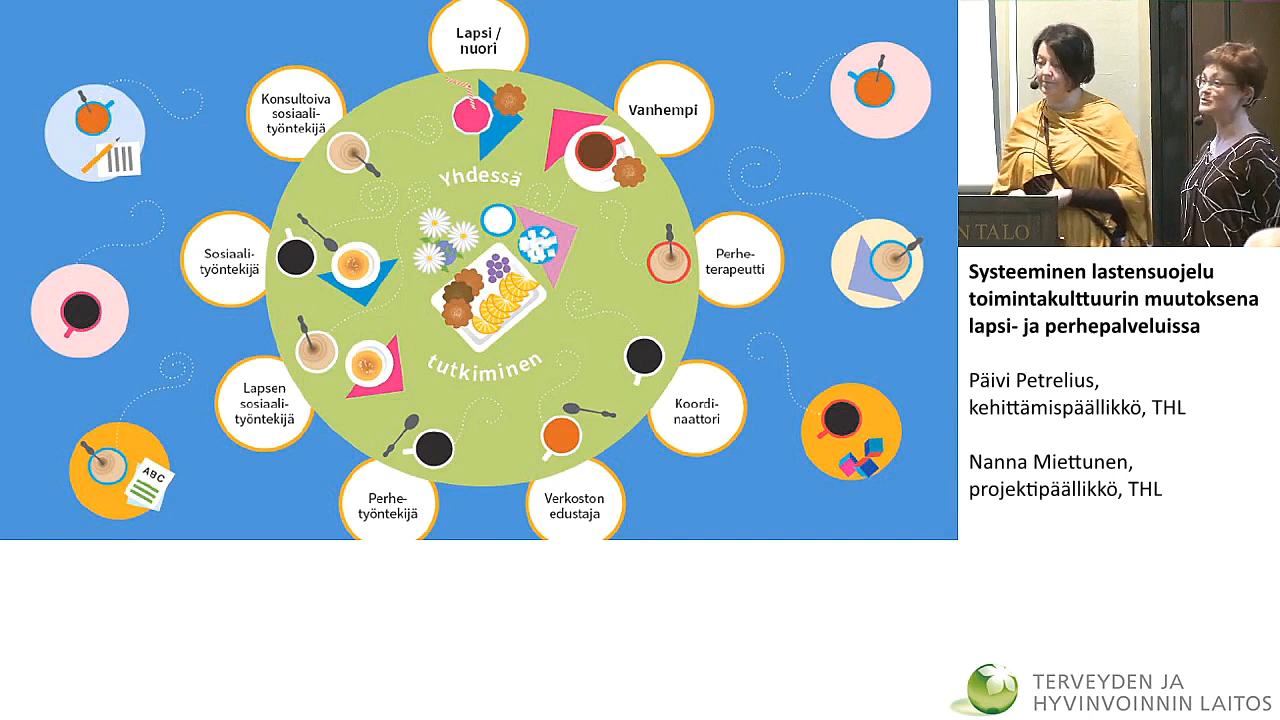 Lapsi /
nuori
Konsultoiva
sosiaali-
työntekijä
Vanhempi
Yhdessä
Sosiaali-
työntekijä
Perhe-
terapeutti
tutkiminen
Lapsen
sosiaali-
työntekijä
Koordi-
naattori
Perhe-
työntekijä
Verkoston
edustaja
ABC
N TALO
Systeeminen lastensuojelu
toimintakulttuurin muutoksena
lapsi- ja perhepalveluissa
Päivi Petrelius,
kehittämispäällikkö, THL
Nanna Miettunen,
projektipäällikkö, THL
TERVEYDEN JA
HYVINVOINNIN LAITOS